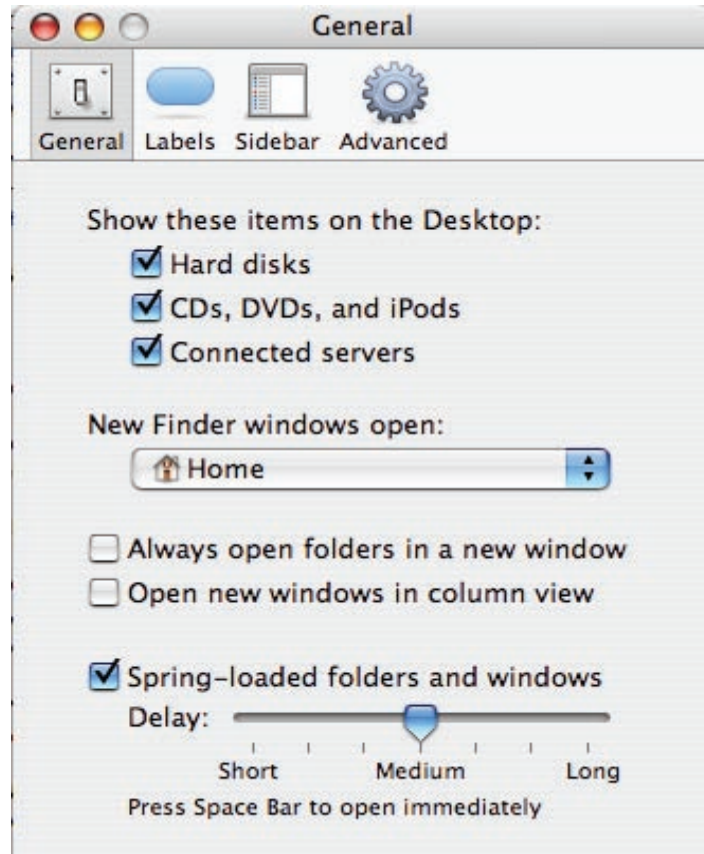 General
General Labels Sidebar Advanced
Show these items on the Desktop:
Hard disks
CDs, DVDs, and iPods
Connected servers
New Finder windows open:
Home
Always open folders in a new window
Open new windows in column view
Spring-loaded folders and windows
Delay:
Short Medium Long
Press Space Bar to open immediately